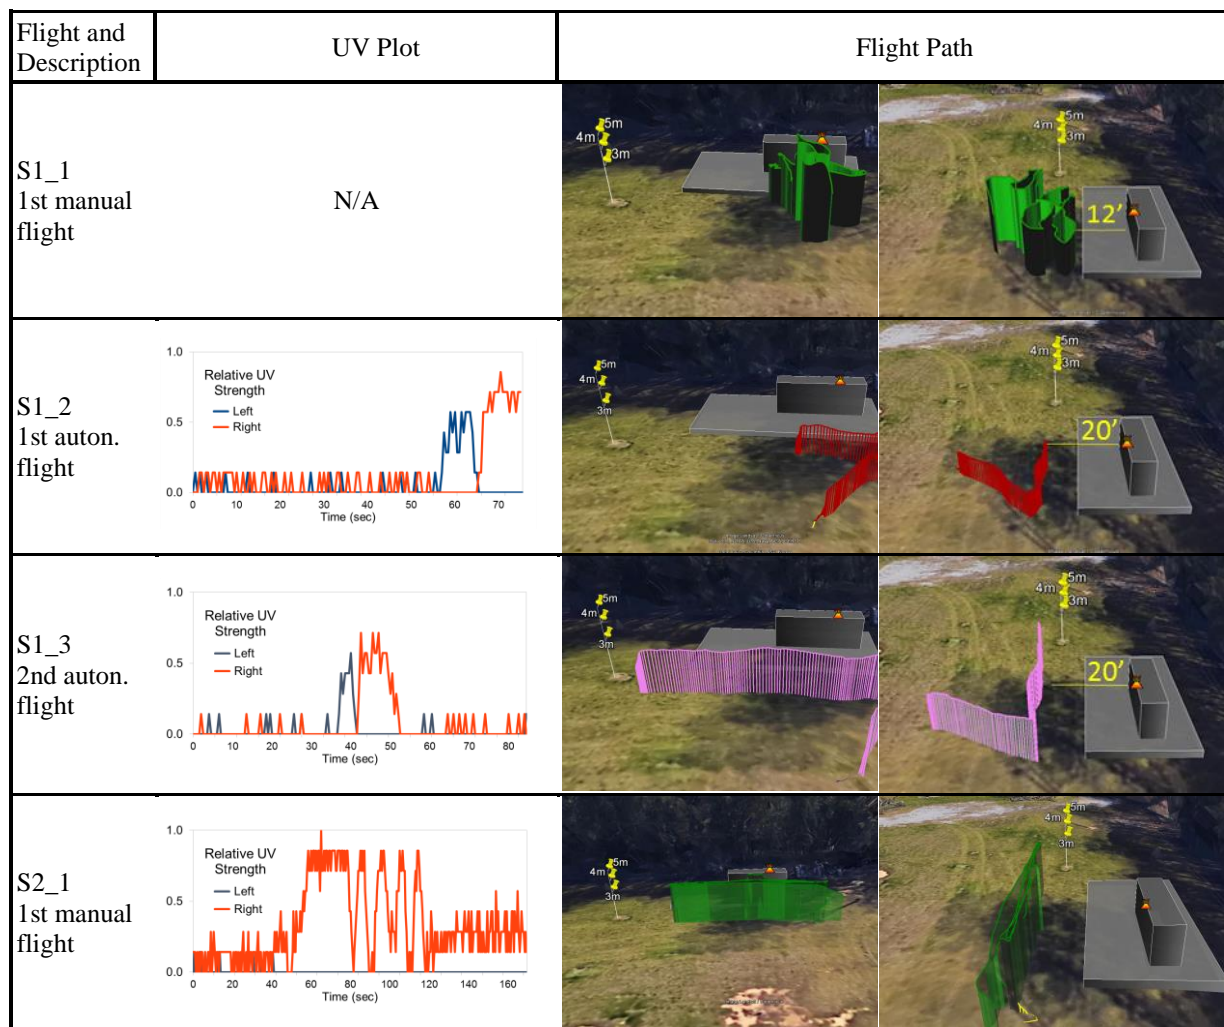 Flight and
Description
UV Plot
Flight Path
S1_1
1st manual
flight
N/A
5m
4m
3m
5m
4m
3m
12’
S1_2
1st auton.
flight
1.0
0.5
0.0
Relative UV
Strength
Left
Right
0 10 20 30 40 50 60 70
Time (sec)
5m
4m
3m
5m
4m
3m
20’
S1_3
2nd auton.
flight
1.0
0.5
0.0
Relative UV
Strength
Left
Right
0 10 20 30 40 50 60 70 80
Time (sec)
5m
4m
3m
5m
4m
3m
20’
S2_1
1st manual
flight
1.0
0.5
0.0
Relative UV
Strength
Left
Right
0 20 40 60 80 100 120 140 160
Time (sec)
5m
4m
3m
5m
4m
3m